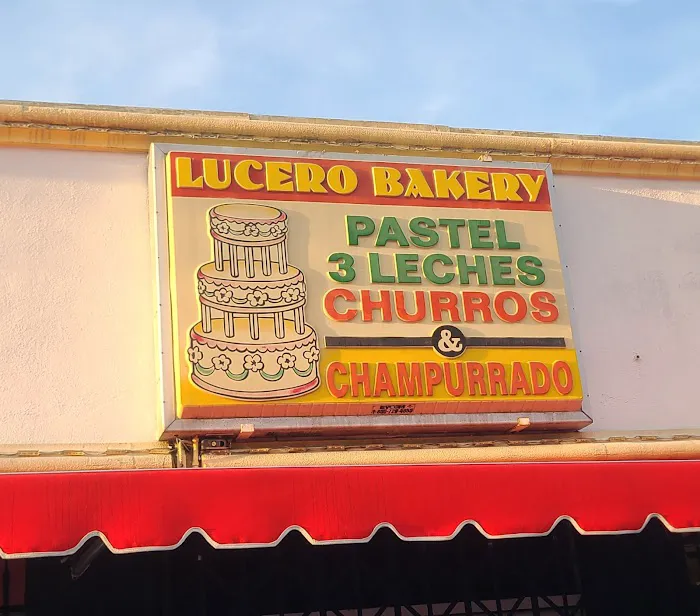 LUCERO BAKERY
PASTEL
3 LECHES
CHURROS
&
CHAMPURRADO